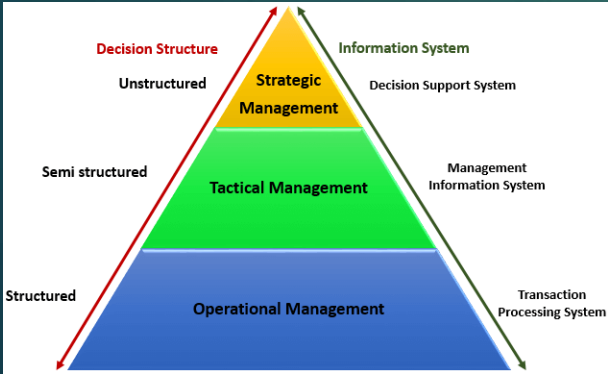 Decision Structure
Information System
Unstructured
Strategic
Management
Decision Support System
Semi structured
Tactical Management
Management
Information System
Structured
Operational Management
Transaction
Processing System